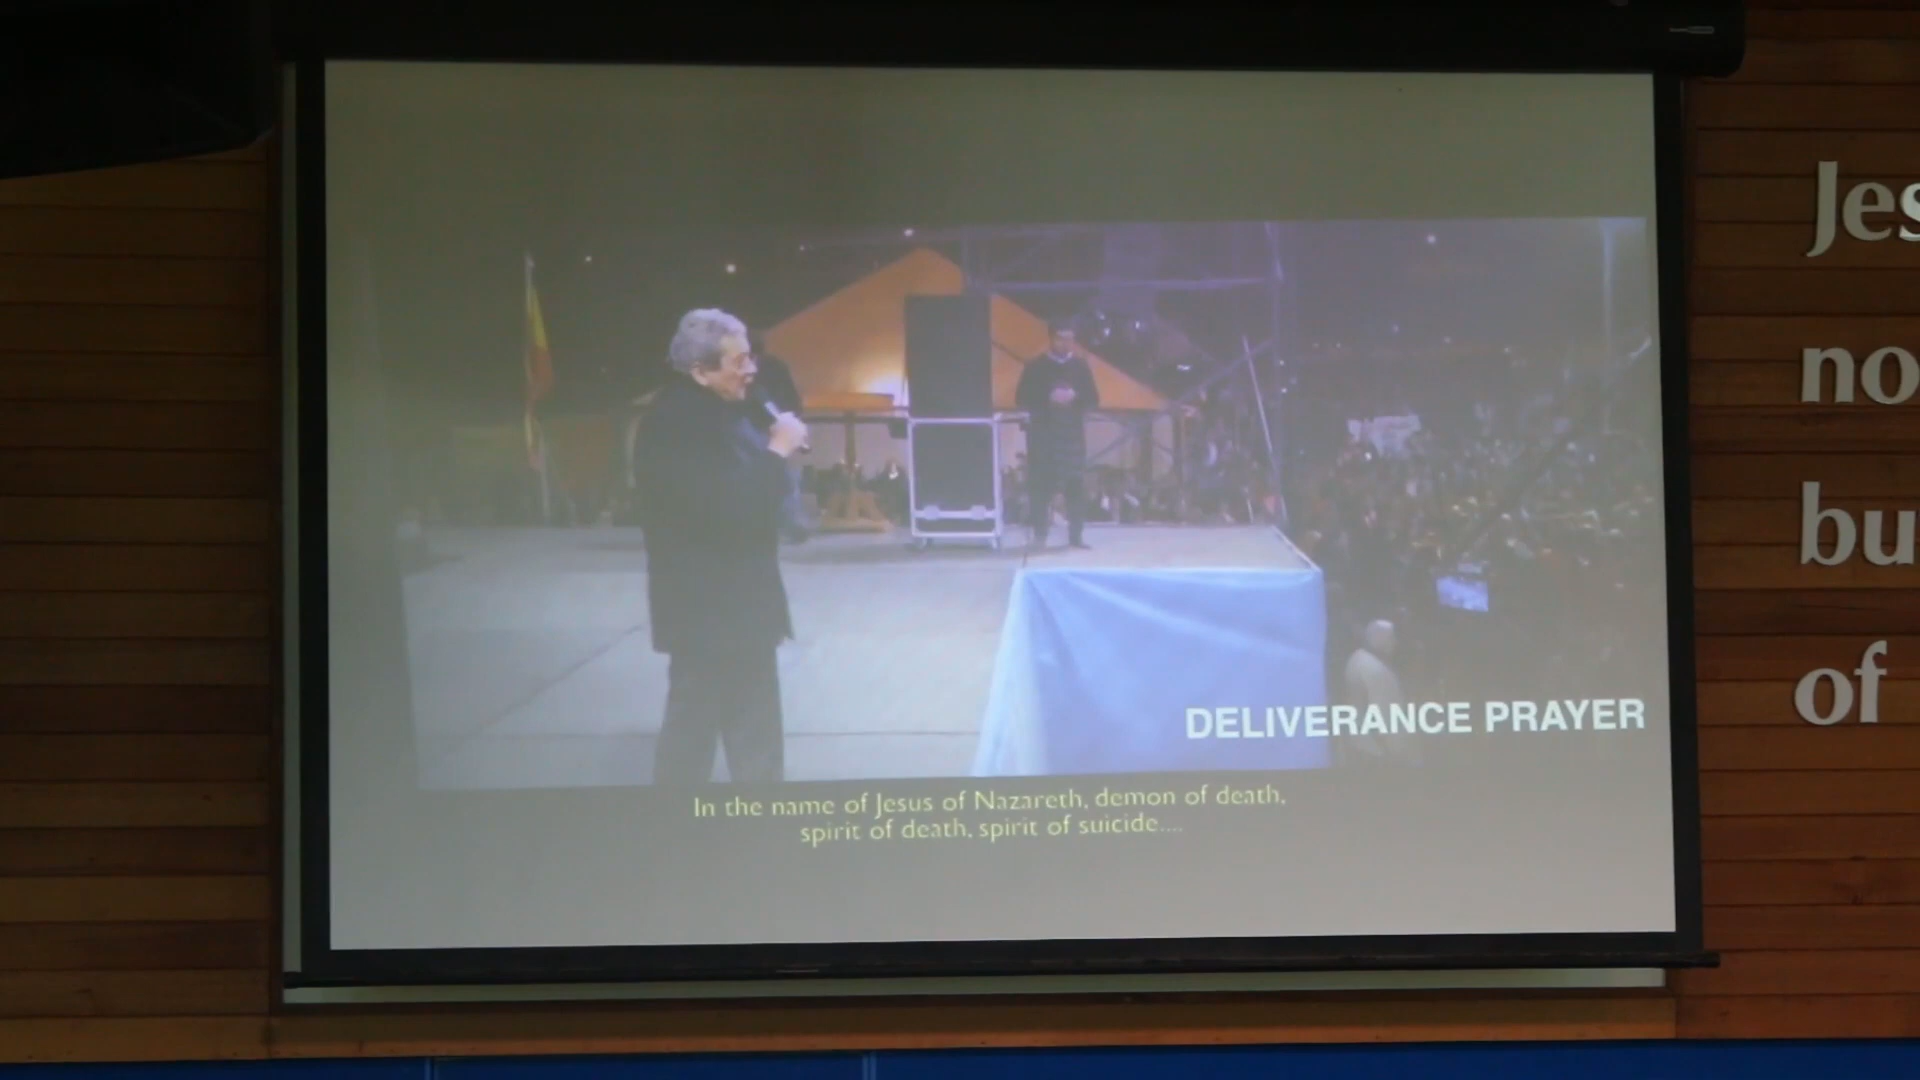 Jes
no
bu
of
DELIVERANCE PRAYER
In the name of Jesus of Nazareth, demon of death,
spirit of death, spirit of suicide....